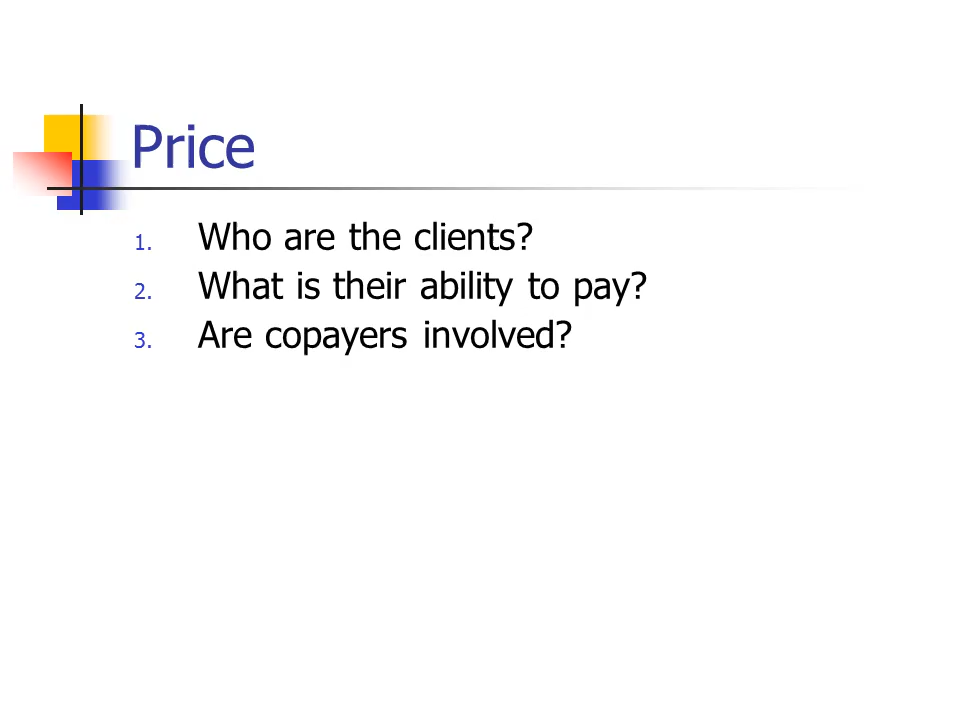 Price
1. Who are the clients?
2. What is their ability to pay?
3. Are copayers involved?